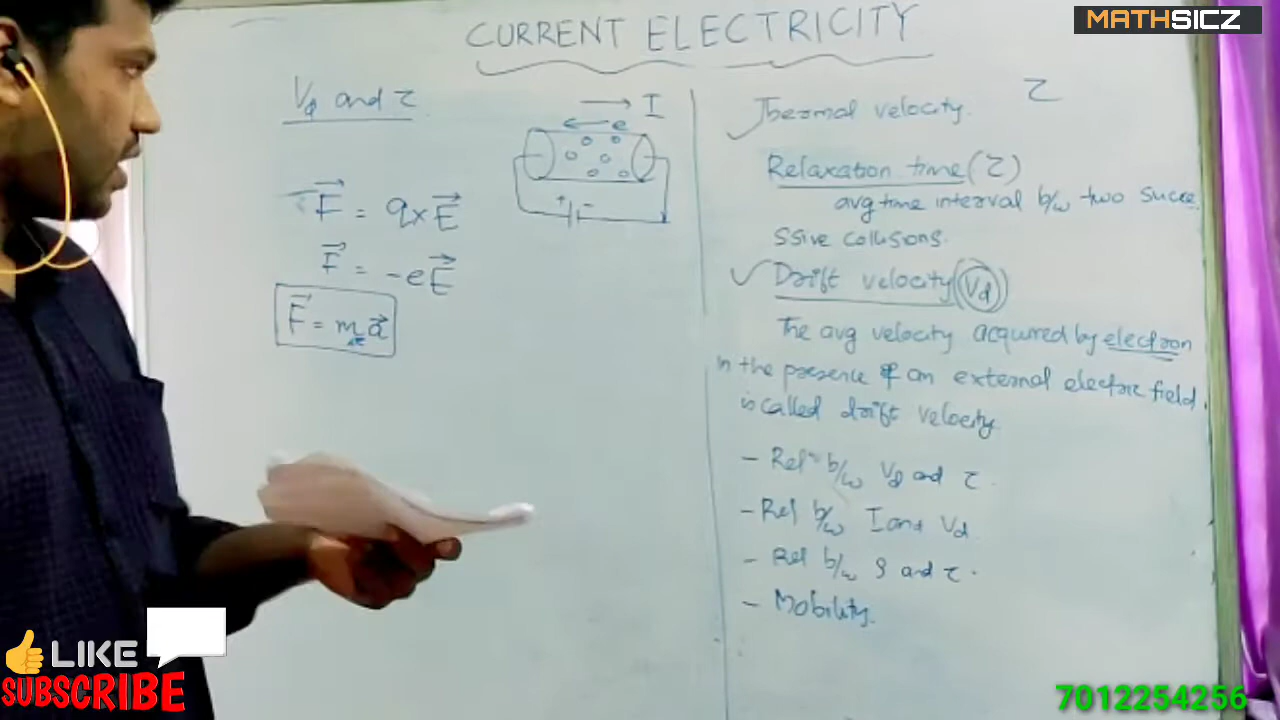 MATHSICZ
CURRENT ELECTRICITY
Vd and τ
→ I
← e
+ -
F⃗ = q × E⃗
F⃗ = -eE⃗
F⃗ = ma⃗
τ
Thermal velocity.
Relaxation time (τ)
avg time interval b/w two succe
ssive collisions.
Drift velocity (Vd)
The avg velocity acquired by electron
in the presence of an external electric field.
is called drift velocity
- Rel b/w Vd and τ.
- Rel b/w I and Vd
- Rel b/w ρ and τ.
- Mobility.
LIKE
SUBSCRIBE
7012254256